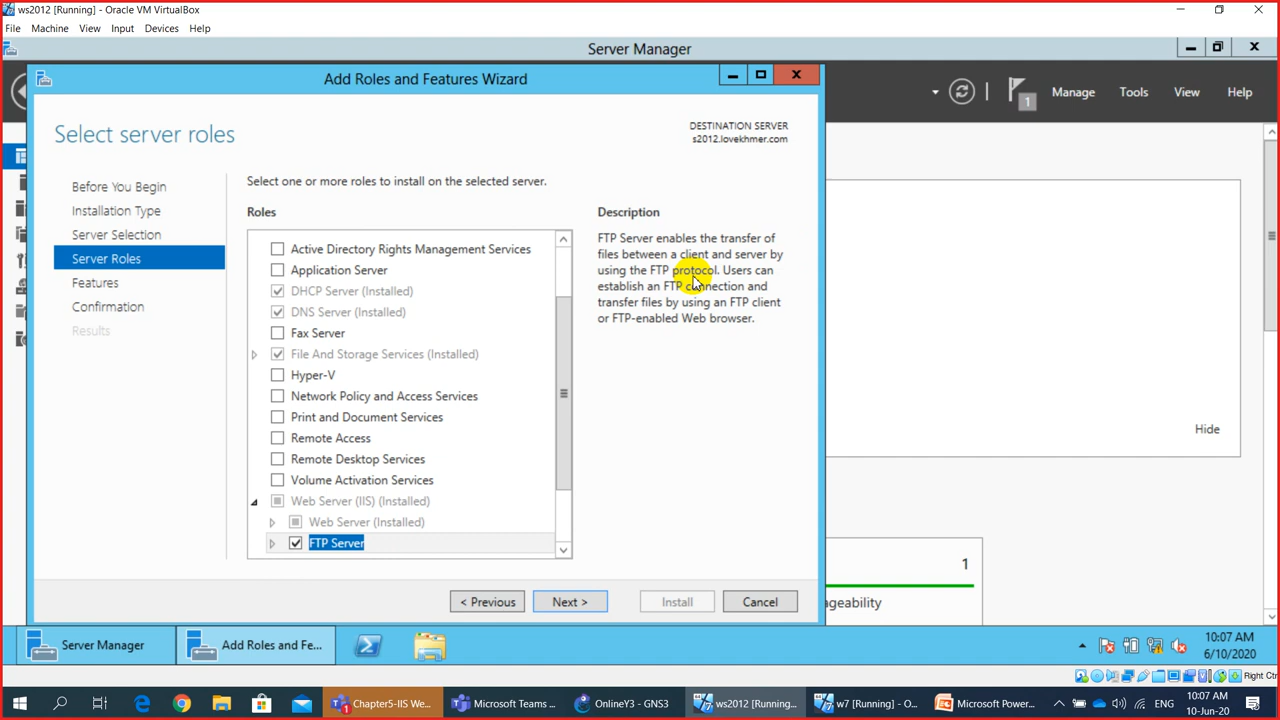 ws2012 [Running] - Oracle VM VirtualBox
File Machine View Input Devices Help
Server Manager
Add Roles and Features Wizard
1 Manage Tools View Help
Select server roles
DESTINATION SERVER
s2012.lovekhmer.com
Before You Begin
Installation Type
Server Selection
Server Roles
Features
Confirmation
Results
Select one or more roles to install on the selected server.
Roles
Active Directory Rights Management Services
Application Server
DHCP Server (Installed)
DNS Server (Installed)
Fax Server
File And Storage Services (Installed)
Hyper-V
Network Policy and Access Services
Print and Document Services
Remote Access
Remote Desktop Services
Volume Activation Services
Web Server (IIS) (Installed)
Web Server (Installed)
FTP Server
Description
FTP Server enables the transfer of
files between a client and server by
using the FTP protocol. Users can
establish an FTP connection and
transfer files by using an FTP client
or FTP-enabled Web browser.
Hide
1
ageability
< Previous Next > Install Cancel
Server Manager Add Roles and Fe...
10:07 AM
6/10/2020
Right Ctr
Chapter5-IIS We... Microsoft Teams ... OnlineY3 - GNS3 ws2012 [Running... w7 [Running] - O... Microsoft Power...
ENG
10:07 AM
10-Jun-20